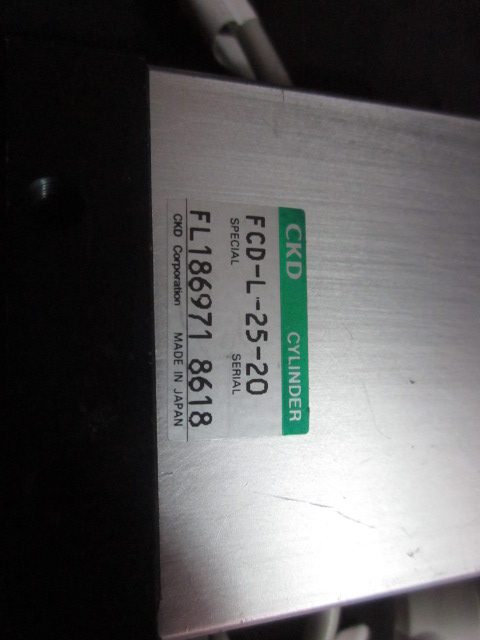 CKD CYLINDER
FCD-L-25-20
SPECIAL SERIAL
FL186971 8618
CKD Corporation MADE IN JAPAN